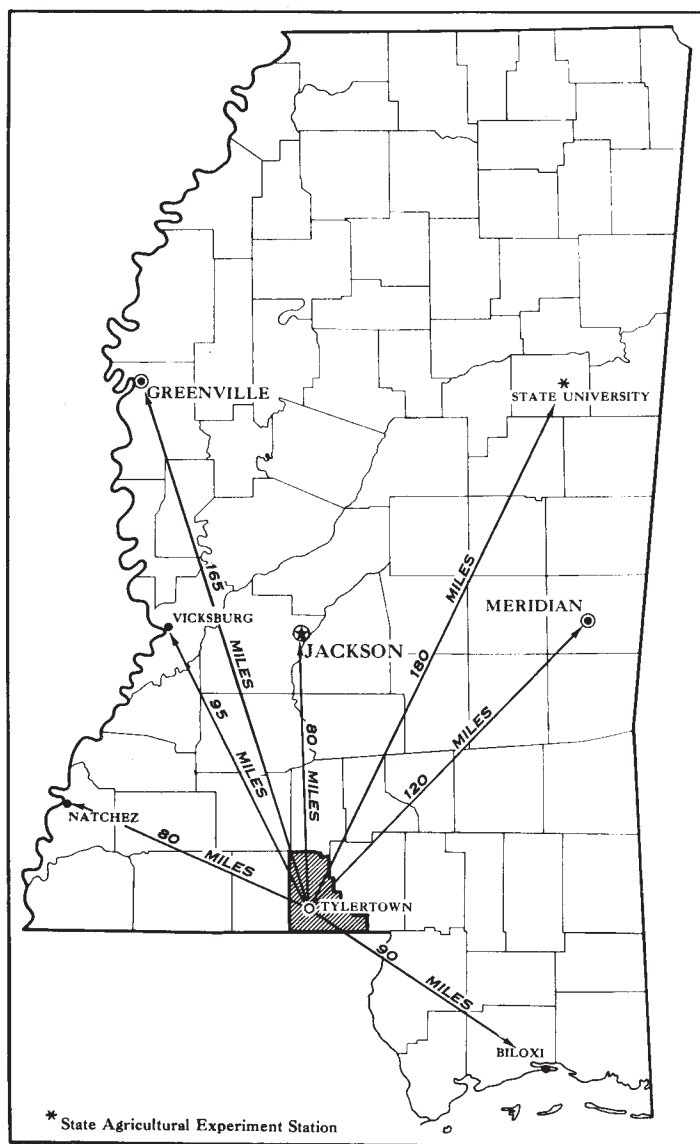 GREENVILLE
*
STATE UNIVERSITY
165
MILES
VICKSBURG
JACKSON
MERIDIAN
95
MILES
80
MILES
180
MILES
120
MILES
NATCHEZ
80
MILES
TYLERTOWN
90
MILES
BILOXI
* State Agricultural Experiment Station